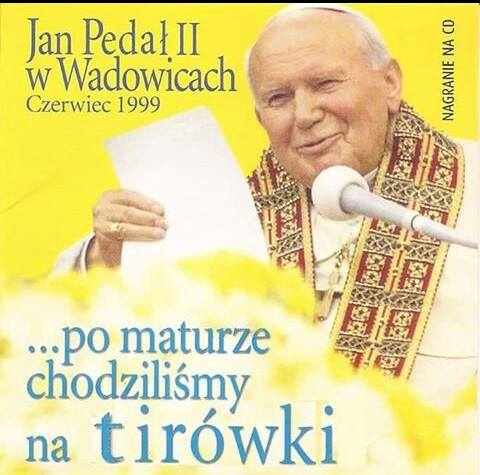 Jan Pedał II
w Wadowicach
Czerwiec 1999
NAGRANIE NA CD
...po maturze
chodziliśmy
na tirówki